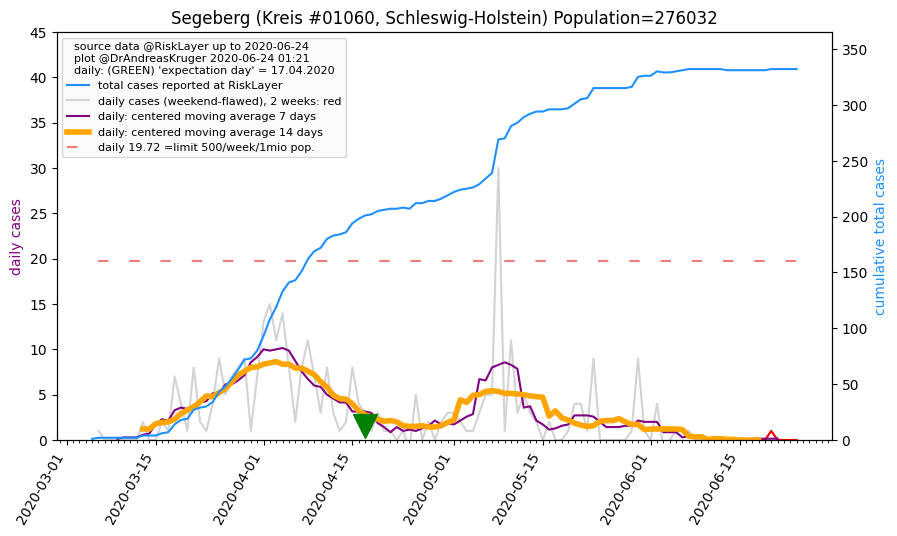 Segeberg (Kreis #01060, Schleswig-Holstein) Population=276032
source data @RiskLayer up to 2020-06-24
plot @DrAndreasKruger 2020-06-24 01:21
daily: (GREEN) 'expectation day' = 17.04.2020
total cases reported at RiskLayer
daily cases (weekend-flawed), 2 weeks: red
daily: centered moving average 7 days
daily: centered moving average 14 days
daily 19.72 =limit 500/week/1mio pop.
daily cases
45
40
35
30
25
20
15
10
5
0
350
300
250
200
150
100
50
0
cumulative total cases
2020-03-01
2020-03-15
2020-04-01
2020-04-15
2020-05-01
2020-05-15
2020-06-01
2020-06-15